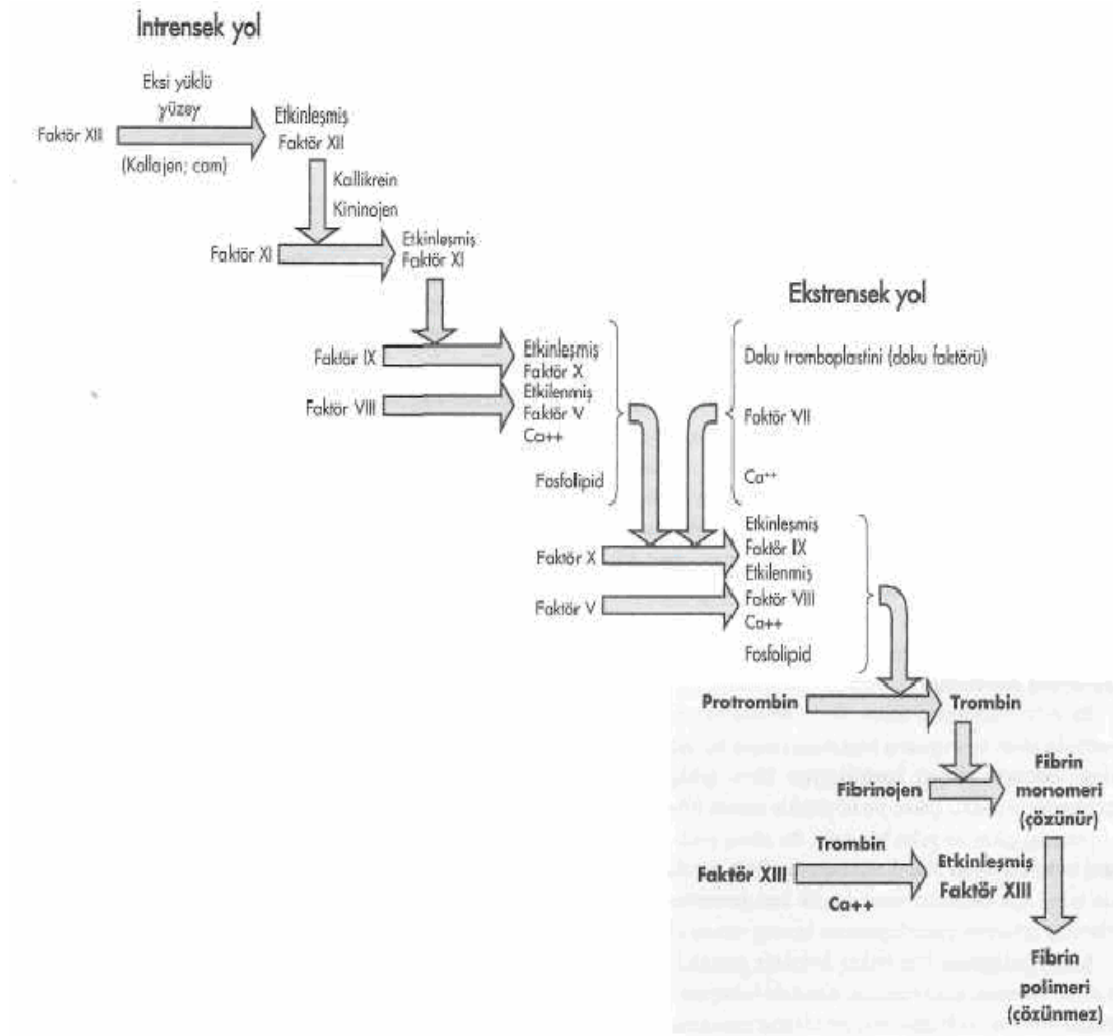 İntrensek yol
Eksi yüklü
yüzey
Faktör XIII
(Kollajen; cam)
Etkinleşmiş
Faktör XII
Kallikrein
Kininojen
Faktör XI
Etkinleşmiş
Faktör XI
Ekstrensek yol
Faktör IX
Etkinleşmiş
Faktör X
Faktör VIII
Etkilenmiş
Faktör V
Ca++
Fosfolipid
Doku tromboplastini (doku faktörü)
Faktör VII
Ca++
Faktör X
Etkinleşmiş
Faktör IX
Faktör V
Etkilenmiş
Faktör VIII
Ca++
Fosfolipid
Protrombin
Trombin
Fibrinojen
Fibrin
monomeri
(çözünür)
Trombin
Faktör XIII
Ca++
Etkinleşmiş
Faktör XIII
Fibrin
polimeri
(çözünmez)